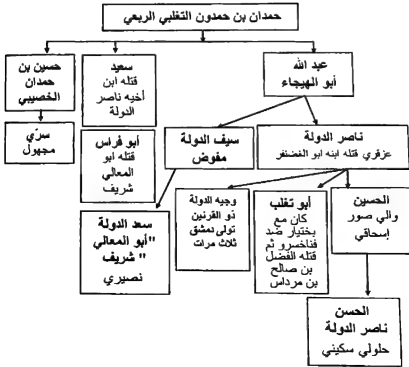 حمدان بن حمدون التغلبي الربعي
عبد الله
أبو الهيجاء
سعيد
قتله ابن
أخيه ناصر
الدولة
حسين بن
حمدان
الخصيبي
ناصر الدولة
عزقري قتله ابنه ابو الغضنفر
سيف الدولة
مفوض
أبو فراس
قتله ابو
المعالي
شريف
سري
مجهول
الحسين
والي صور
إسحاقي
أبو تغلب
كان مع
بختيار ضد
فناخسرو ثم
قتله الفضل
بن صالح
بن مرداس
وجيه الدولة
ذو القرنين
تولى دمشق
ثلاث مرات
سعد الدولة
"أبو المعالي
شريف "
نصيري
الحسن
ناصر الدولة
حلولي سكيني